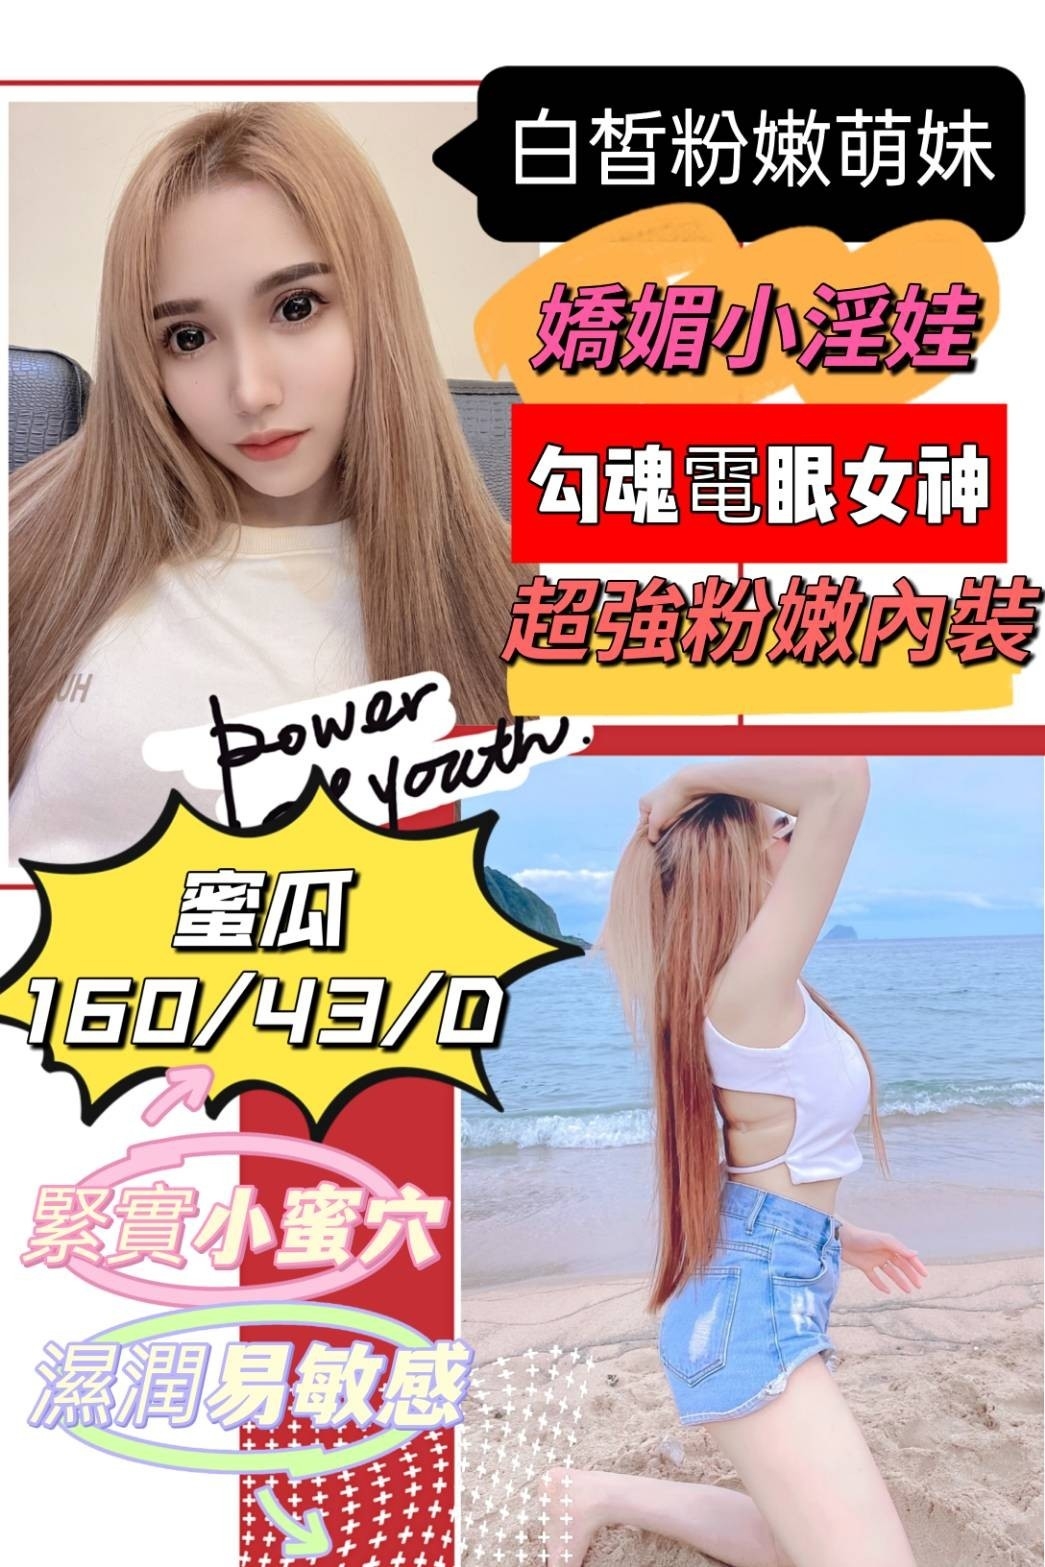 白皙粉嫩萌妹
嬌媚小淫娃
勾魂電眼女神
超強粉嫩內裝
power
youth.
蜜瓜
160/43/D
緊實小蜜穴
濕潤易敏感